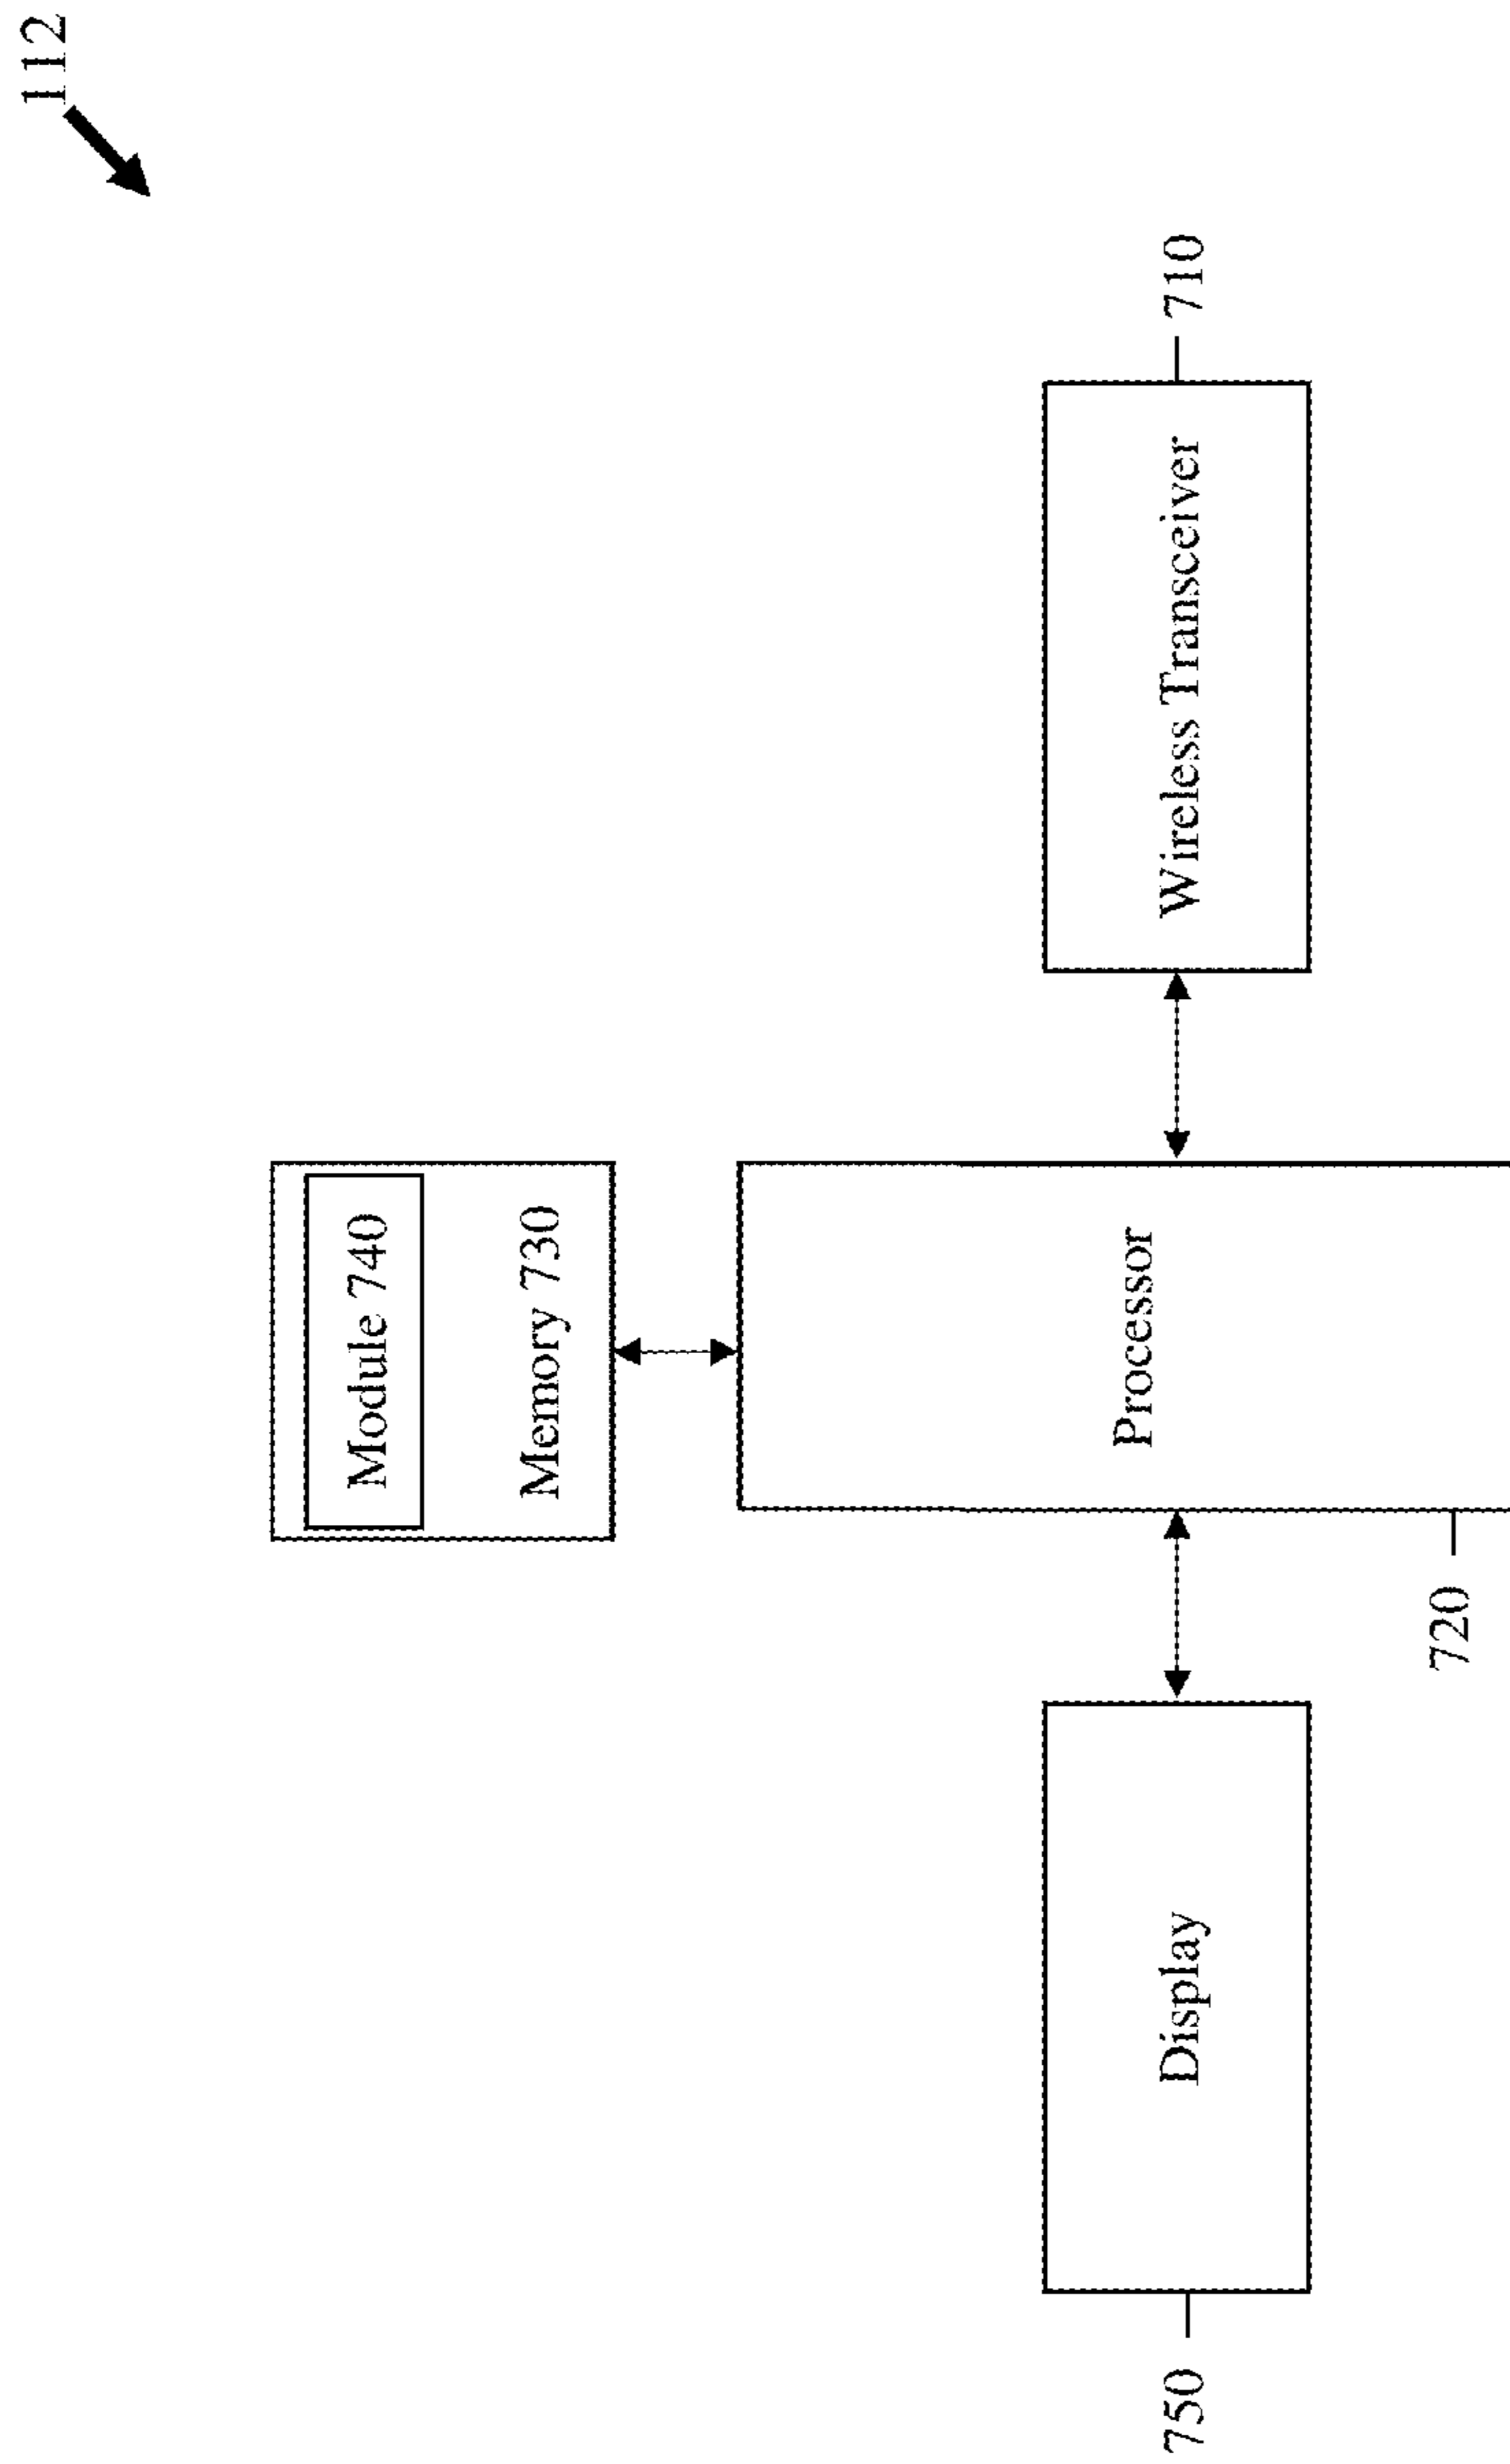 112
Module 740
Memory 730
750
Display
Processor
Wireless Transceiver
710
720